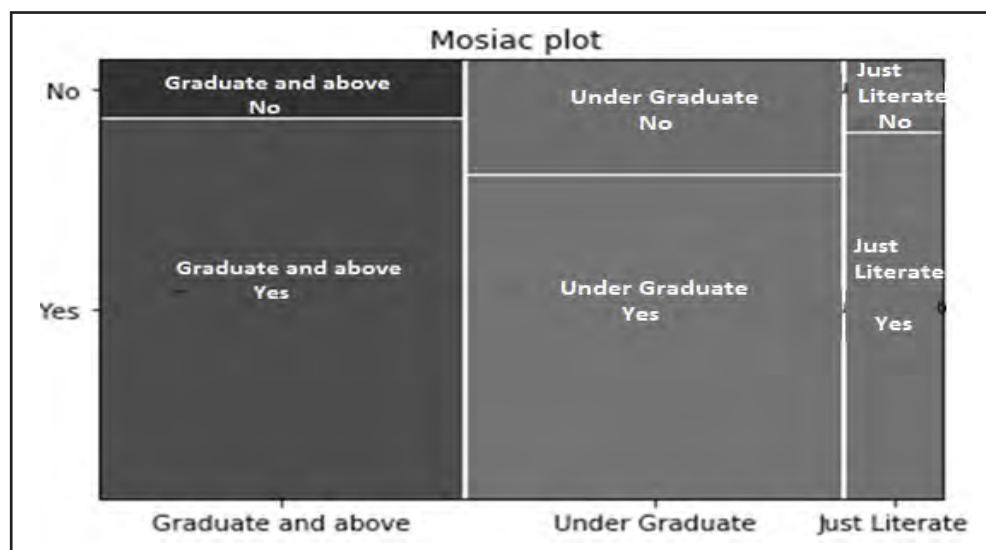 Mosiac plot
No
Graduate and above
No
Under Graduate
No
Just
Literate
No
Yes
Graduate and above
Yes
Under Graduate
Yes
Just
Literate
Yes
Graduate and above
Under Graduate
Just Literate